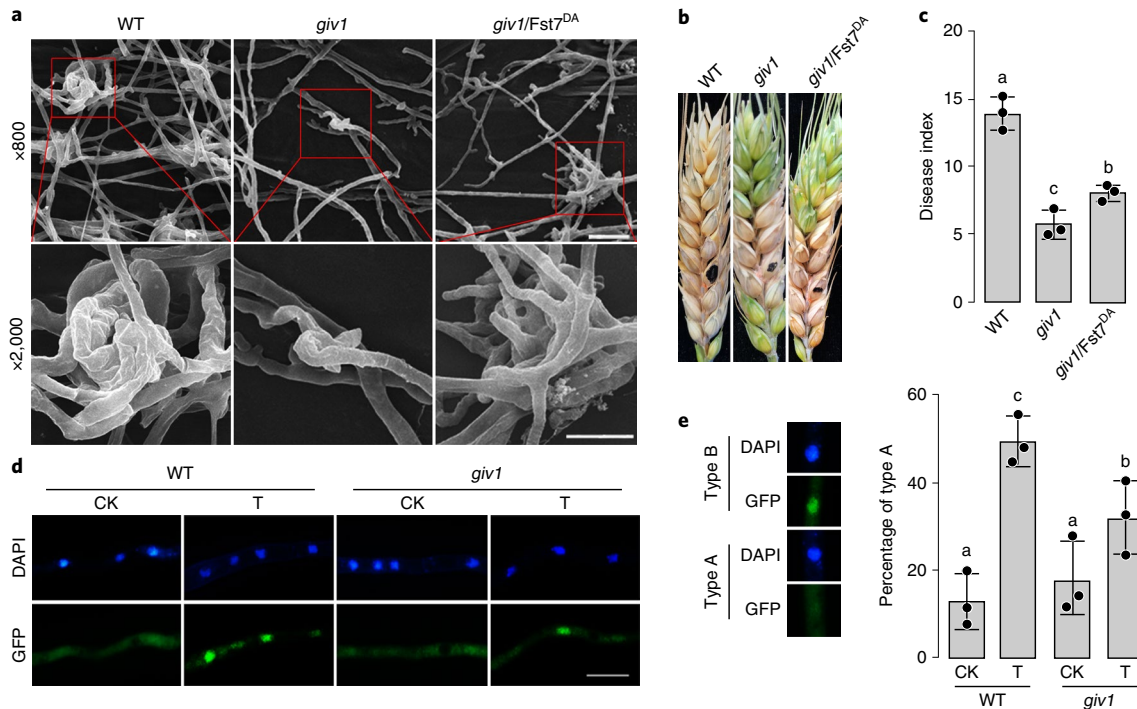 a
WT
giv1
giv1/Fst7DA
×800
×2,000
b
WT
giv1
giv1/Fst7DA
c
20
15
10
5
0
Disease index
a
c
b
WT
giv1
giv1/Fst7DA
d
WT
giv1
CK
T
CK
T
DAPI
GFP
e
Type B
DAPI
GFP
Type A
DAPI
GFP
60
40
20
0
Percentage of type A
a
c
a
b
CK
T
CK
T
WT
giv1